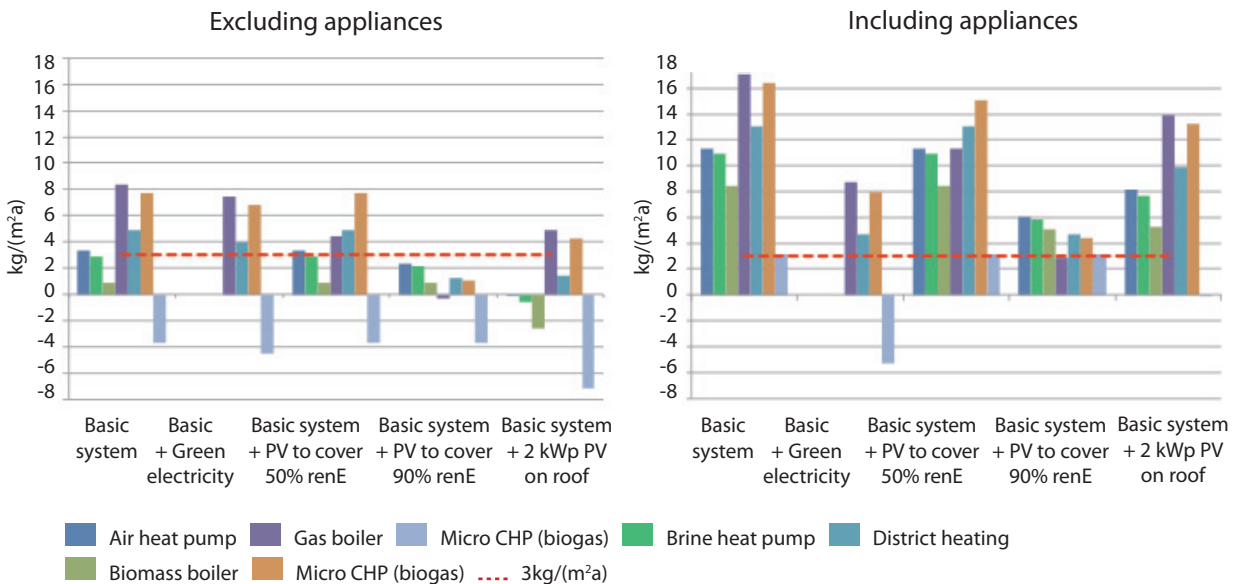 Excluding appliances
kg/(m²a)
18
16
14
12
10
8
6
4
2
0
-2
-4
-6
-8
Basic
system
Basic
+ Green
electricity
Basic system
+ PV to cover
50% renE
Basic system
+ PV to cover
90% renE
Basic system
+ 2 kWp PV
on roof
Including appliances
kg/(m²a)
18
16
14
12
10
8
6
4
2
0
-2
-4
-6
-8
Basic
system
Basic
+ Green
electricity
Basic system
+ PV to cover
50% renE
Basic system
+ PV to cover
90% renE
Basic system
+ 2 kWp PV
on roof
Air heat pump Gas boiler Micro CHP (biogas) Brine heat pump District heating
Biomass boiler Micro CHP (biogas) 3kg/(m²a)